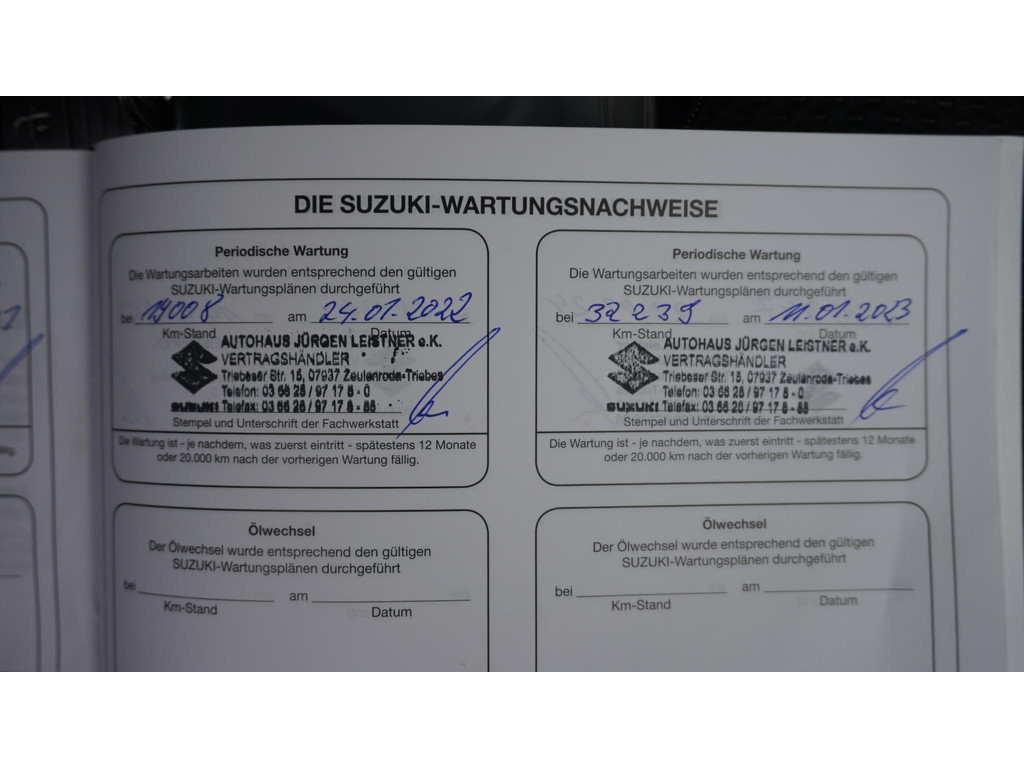 DIE SUZUKI-WARTUNGSNACHWEISE
Periodische Wartung
Die Wartungsarbeiten wurden entsprechend den gültigen
SUZUKI-Wartungsplänen durchgeführt
bei 19008 am 24.01.2022
Km-Stand Datum
AUTOHAUS JÜRGEN LEISTNER e.K.
VERTRAGSHÄNDLER
Triebeser Str. 15, 07937 Zeulenroda-Triebes
Telefon: 03 66 28 / 97 17 8 - 0
SUZUKI Telefax: 03 66 28 / 97 17 8 - 88
Stempel und Unterschrift der Fachwerkstatt
Die Wartung ist - je nachdem, was zuerst eintritt - spätestens 12 Monate
oder 20.000 km nach der vorherigen Wartung fällig.
Periodische Wartung
Die Wartungsarbeiten wurden entsprechend den gültigen
SUZUKI-Wartungsplänen durchgeführt
bei 32239 am 11.01.2023
Km-Stand Datum
AUTOHAUS JÜRGEN LEISTNER e.K.
VERTRAGSHÄNDLER
Triebeser Str. 15, 07937 Zeulenroda-Triebes
Telefon: 03 66 28 / 97 17 8 - 0
SUZUKI Telefax: 03 66 28 / 97 17 8 - 88
Stempel und Unterschrift der Fachwerkstatt
Die Wartung ist - je nachdem, was zuerst eintritt - spätestens 12 Monate
oder 20.000 km nach der vorherigen Wartung fällig.
Ölwechsel
Der Ölwechsel wurde entsprechend den gültigen
SUZUKI-Wartungsplänen durchgeführt
bei am
Km-Stand Datum
Ölwechsel
Der Ölwechsel wurde entsprechend den gültigen
SUZUKI-Wartungsplänen durchgeführt
bei am
Km-Stand Datum